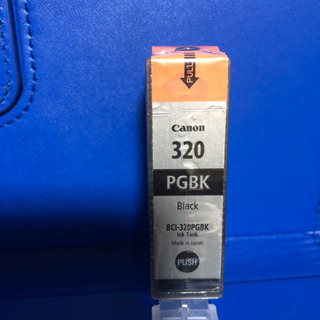 PULL
Canon
320
PGBK
Black
BCI-320PGBK
Ink Tank
Made in Japan
PUSH